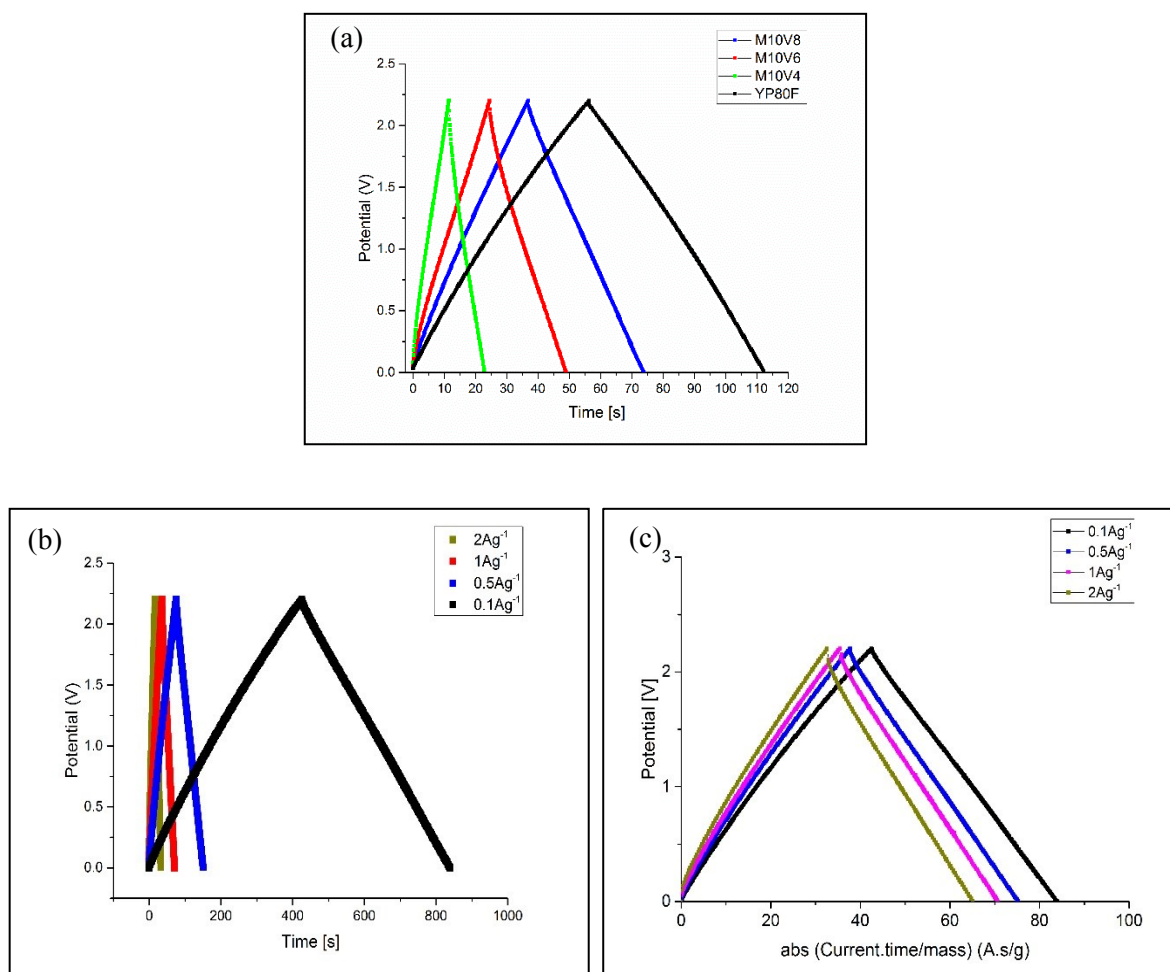 (a)
M10V8
M10V6
M10V4
YP80F
2.5
2.0
1.5
1.0
0.5
0.0
Potential (V)
0 10 20 30 40 50 60 70 80 90 100 110 120
Time [s]
(b)
2Ag⁻¹
1Ag⁻¹
0.5Ag⁻¹
0.1Ag⁻¹
2.5
2.0
1.5
1.0
0.5
0.0
Potential (V)
0 200 400 600 800 1000
Time [s]
(c)
0.1Ag⁻¹
0.5Ag⁻¹
1Ag⁻¹
2Ag⁻¹
3
2
1
0
Potential [V]
0 20 40 60 80 100
abs (Current.time/mass) (A.s/g)